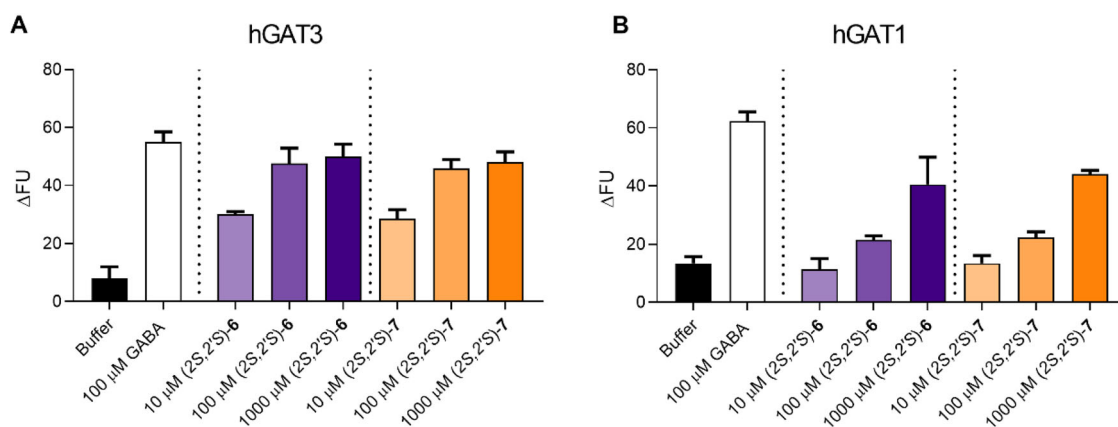 A
hGAT3
80
60
40
20
0
ΔFU
Buffer
100 μM GABA
10 μM (2S,2'S)-6
100 μM (2S,2'S)-6
1000 μM (2S,2'S)-6
10 μM (2S,2'S)-7
100 μM (2S,2'S)-7
1000 μM (2S,2'S)-7
B
hGAT1
80
60
40
20
0
ΔFU
Buffer
100 μM GABA
10 μM (2S,2'S)-6
100 μM (2S,2'S)-6
1000 μM (2S,2'S)-6
10 μM (2S,2'S)-7
100 μM (2S,2'S)-7
1000 μM (2S,2'S)-7